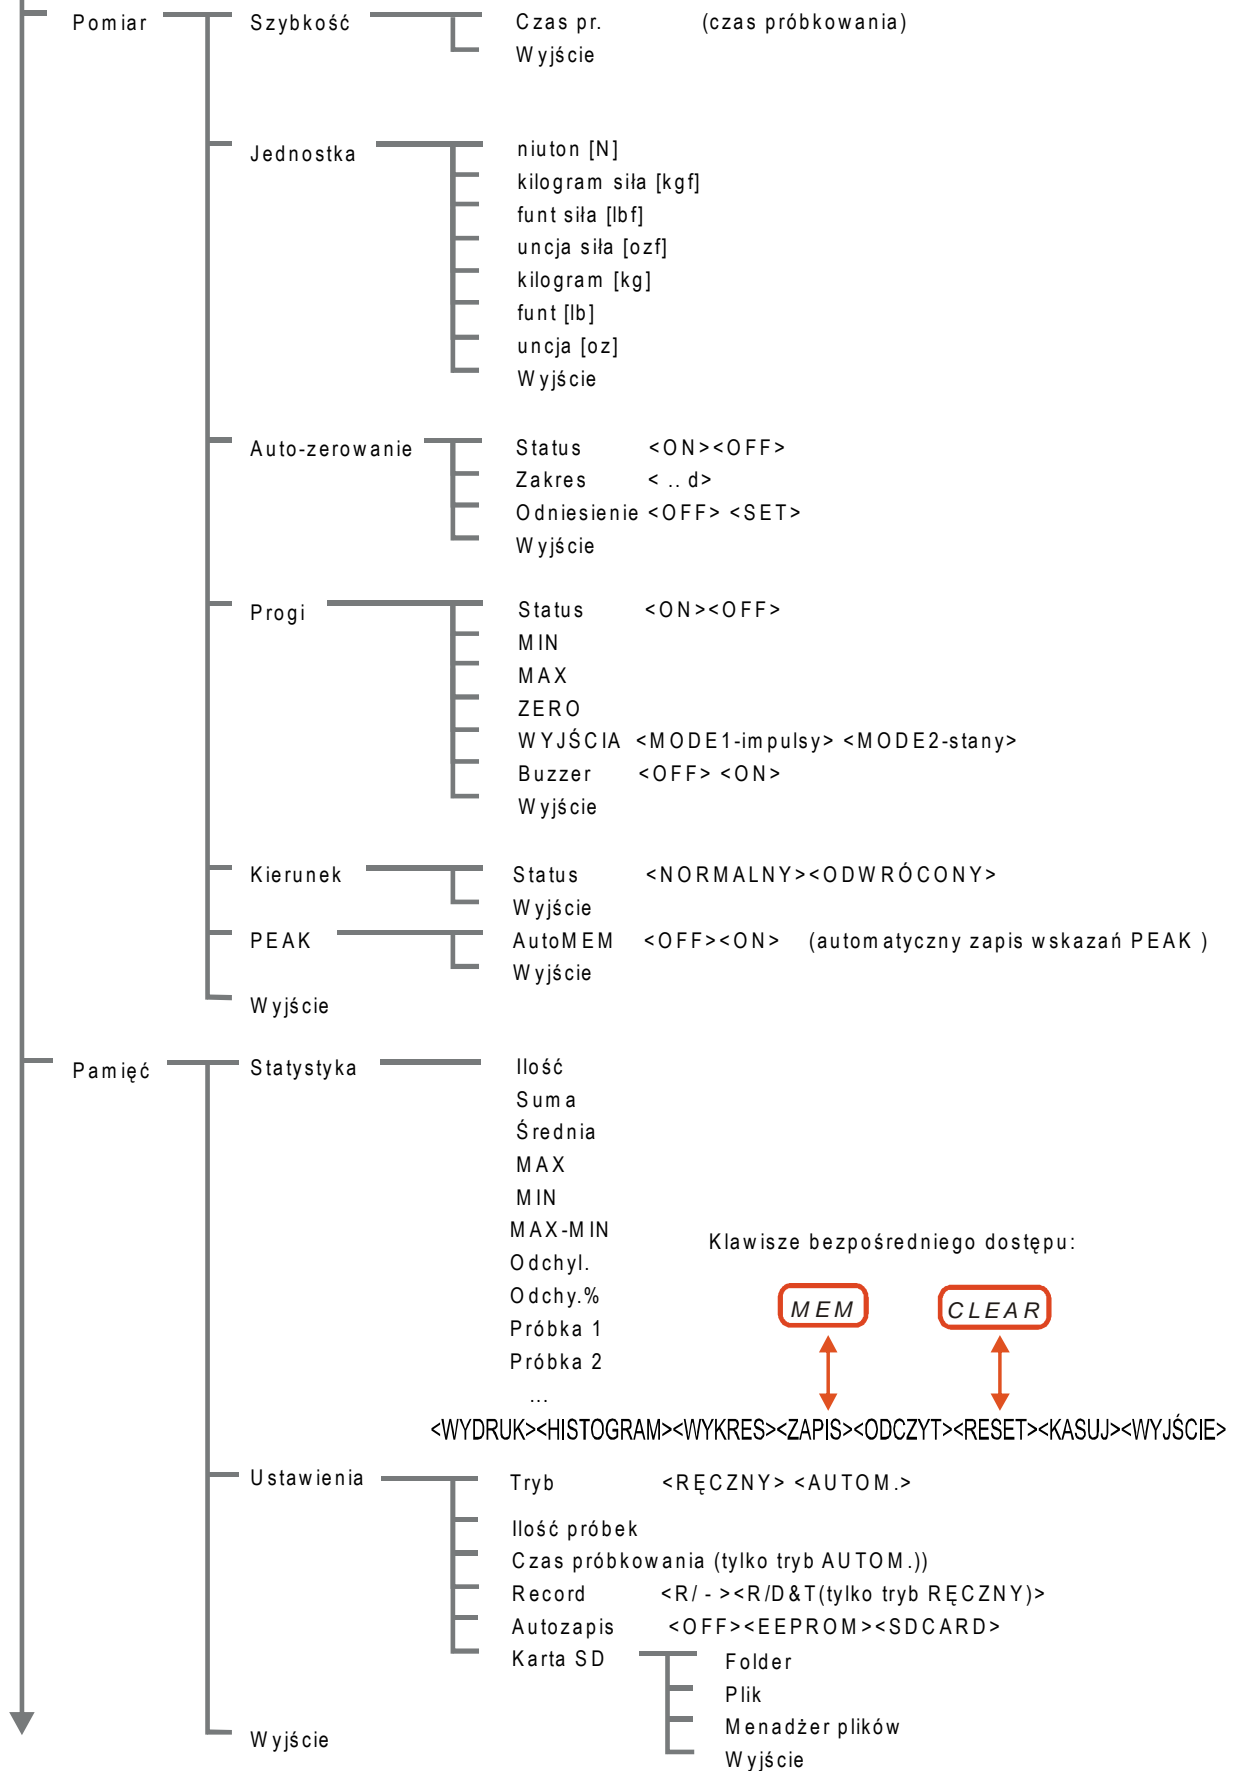 Pomiar Szybkość Czas pr. (czas próbkowania)
Wyjście
Jednostka niuton [N]
kilogram siła [kgf]
funt siła [lbf]
uncja siła [ozf]
kilogram [kg]
funt [lb]
uncja [oz]
Wyjście
Auto-zerowanie Status <ON><OFF>
Zakres < .. d>
Odniesienie <OFF> <SET>
Wyjście
Progi Status <ON><OFF>
MIN
MAX
ZERO
WYJŚCIA <MODE1-impulsy> <MODE2-stany>
Buzzer <OFF> <ON>
Wyjście
Kierunek Status <NORMALNY><ODWRÓCONY>
Wyjście
PEAK AutoMEM <OFF><ON> (automatyczny zapis wskazań PEAK )
Wyjście
Wyjście
Pamięć Statystyka Ilość
Suma
Średnia
MAX
MIN
MAX-MIN
Klawisze bezpośredniego dostępu:
Odchyl.
Odchy.%
MEM CLEAR
Próbka 1
Próbka 2
...
<WYDRUK><HISTOGRAM><WYKRES><ZAPIS><ODCZYT><RESET><KASUJ><WYJŚCIE>
Ustawienia Tryb <RĘCZNY> <AUTOM.>
Ilość próbek
Czas próbkowania (tylko tryb AUTOM.))
Record <R/ - ><R/D&T(tylko tryb RĘCZNY)>
Autozapis <OFF><EEPROM><SDCARD>
Karta SD Folder
Plik
Menadżer plików
Wyjście Wyjście